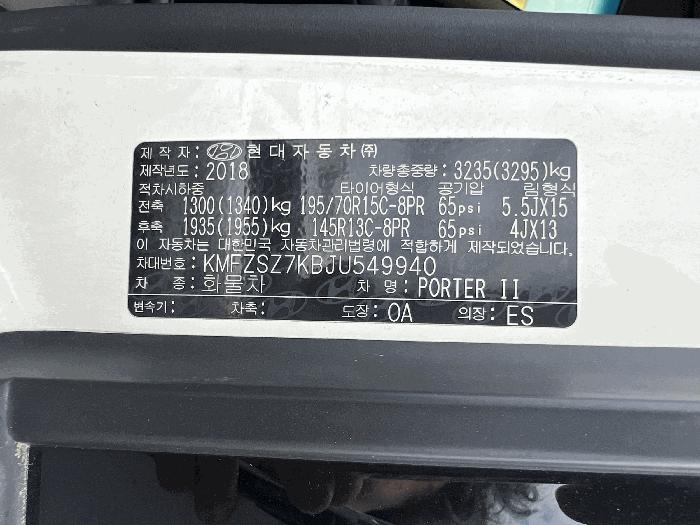 제 작 자: 현대자동차㈜
제작년도: 2018 차량총중량: 3235(3295)kg
적차시하중 타이어형식 공기압 림형식
전축 1300(1340)kg 195/70R15C-8PR 65psi 5.5JX15
후축 1935(1955)kg 145R13C-8PR 65psi 4JX13
이 자동차는 대한민국 자동차관리법령에 적합하게 제작되었습니다.
차대번호: KMFZSZ7KBJU549940
차 종: 화물차 차 명: PORTER II
변속기: 차축: 도장: OA 의장: ES